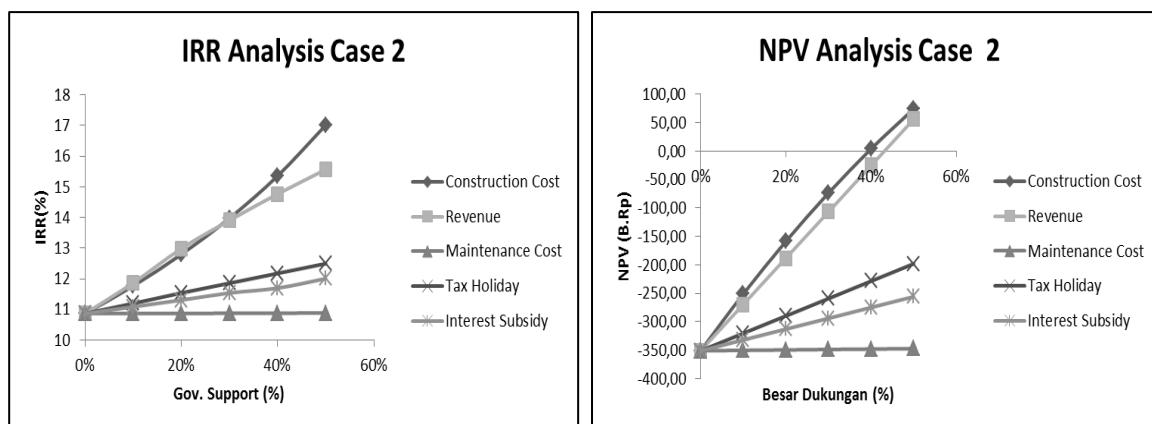 IRR Analysis Case 2
18
17
16
15
14
13
12
11
10
0%
20%
40%
60%
IRR(%)
Gov. Support (%)
Construction Cost
Revenue
Maintenance Cost
Tax Holiday
Interest Subsidy
NPV Analysis Case 2
100,00
50,00
0,00
-50,00
-100,00
-150,00
-200,00
-250,00
-300,00
-350,00
-400,00
0%
20%
40%
60%
NPV (B.Rp)
Besar Dukungan (%)
Construction Cost
Revenue
Maintenance Cost
Tax Holiday
Interest Subsidy